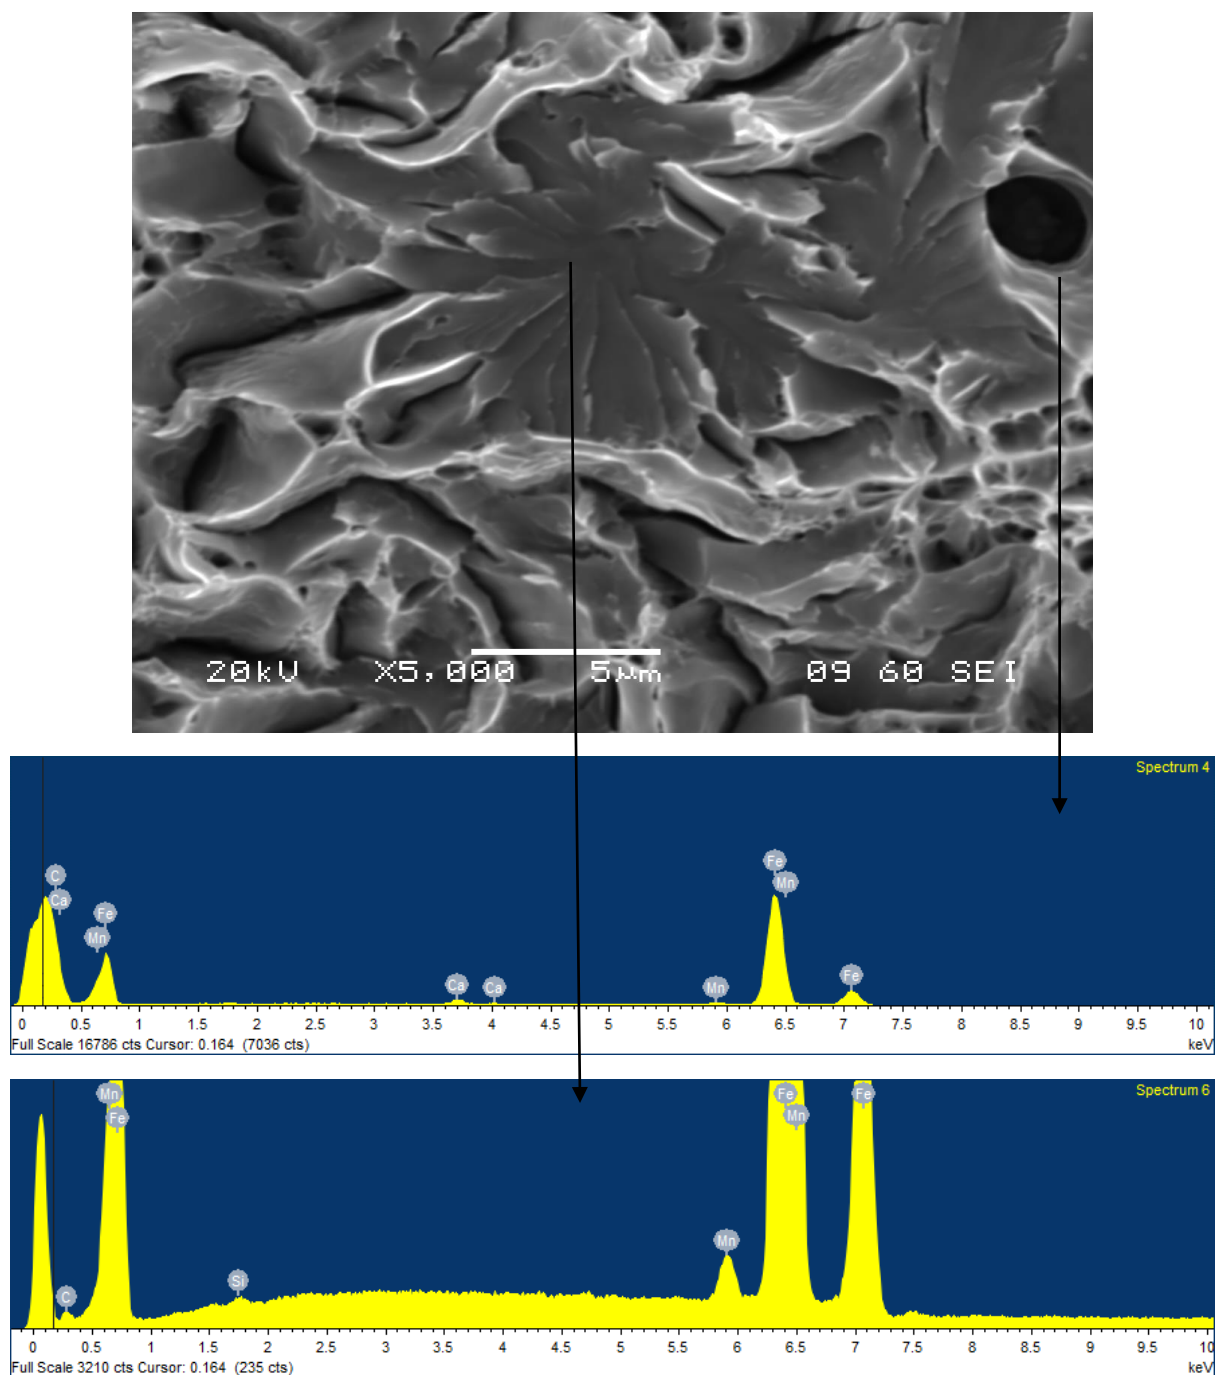 20kV X5,000 5μm 09 60 SEI
Spectrum 4
C
Ca
Fe
Mn
Fe
Mn
Ca
Ca
Mn
Fe
0 0.5 1 1.5 2 2.5 3 3.5 4 4.5 5 5.5 6 6.5 7 7.5 8 8.5 9 9.5 10
Full Scale 16786 cts Cursor: 0.164 (7036 cts)
keV
Spectrum 6
Mn
Fe
Fe
Mn
Fe
Mn
Si
C
0 0.5 1 1.5 2 2.5 3 3.5 4 4.5 5 5.5 6 6.5 7 7.5 8 8.5 9 9.5 10
Full Scale 3210 cts Cursor: 0.164 (235 cts)
keV